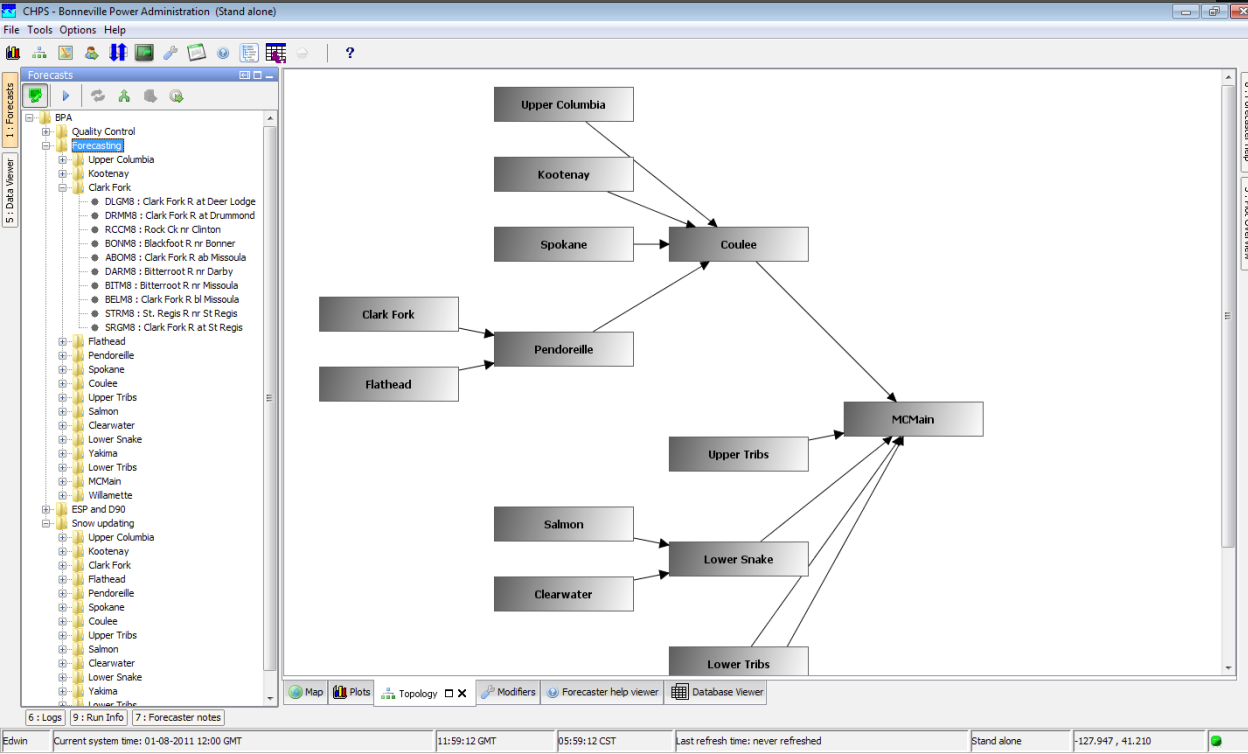 CHPS - Bonneville Power Administration (Stand alone)
File Tools Options Help
?
Forecasts
1 : Forecasts
5 : Data Viewer
BPA
Quality Control
Forecasting
Upper Columbia
Kootenay
Clark Fork
DLGM8 : Clark Fork R at Deer Lodge
DRMM8 : Clark Fork R at Drummond
RCCM8 : Rock Ck nr Clinton
BONM8 : Blackfoot R nr Bonner
ABOM8 : Clark Fork R ab Missoula
DARM8 : Bitterroot R nr Darby
BITM8 : Bitterroot R nr Missoula
BELM8 : Clark Fork R bl Missoula
STRM8 : St. Regis R nr St Regis
SRGM8 : Clark Fork R at St Regis
Flathead
Pendoreille
Spokane
Coulee
Upper Tribs
Salmon
Clearwater
Lower Snake
Yakima
Lower Tribs
MCMain
Willamette
ESP and D90
Snow updating
Upper Columbia
Kootenay
Clark Fork
Flathead
Pendoreille
Spokane
Coulee
Upper Tribs
Salmon
Clearwater
Lower Snake
Yakima
Lower Tribs
Upper Columbia
Kootenay
Spokane
Coulee
Clark Fork
Pendoreille
Flathead
MCMain
Upper Tribs
Salmon
Lower Snake
Clearwater
Lower Tribs
Map Plots Topology Modifiers Forecaster help viewer Database Viewer
6 : Logs 9 : Run Info 7 : Forecaster notes
Edwin Current system time: 01-08-2011 12:00 GMT 11:59:12 GMT 05:59:12 CST Last refresh time: never refreshed Stand alone -127.947 , 41.210